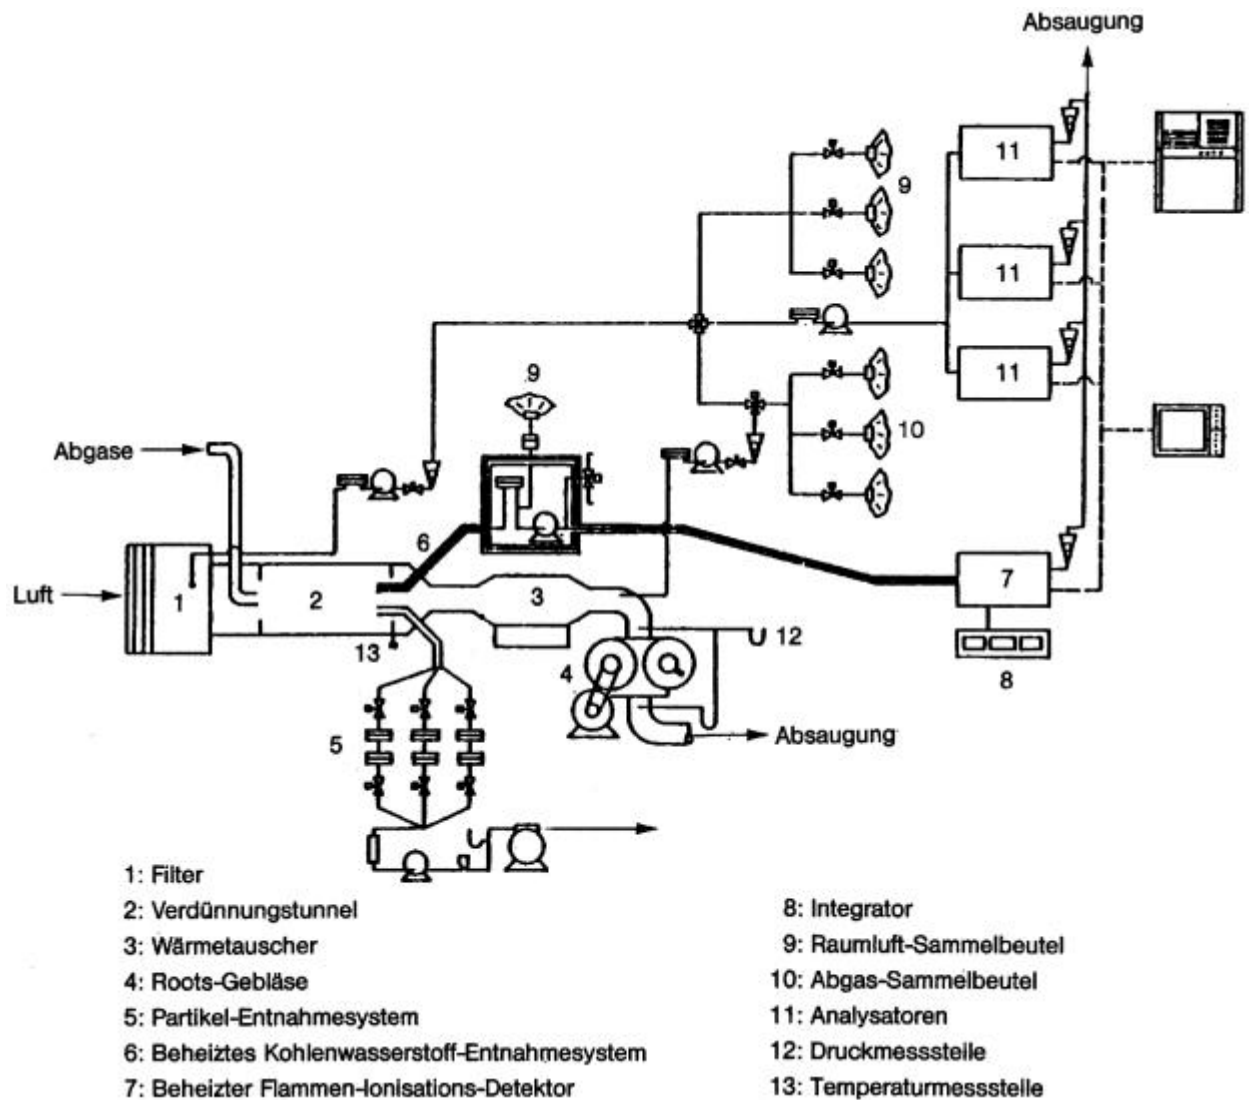 Absaugung
11
9
11
11
9
10
Abgase
6
7
Luft
1
2
3
12
13
4
8
5
Absaugung
1: Filter
2: Verdünnungstunnel
3: Wärmetauscher
4: Roots-Gebläse
5: Partikel-Entnahmesystem
6: Beheiztes Kohlenwasserstoff-Entnahmesystem
7: Beheizter Flammen-Ionisations-Detektor
8: Integrator
9: Raumluft-Sammelbeutel
10: Abgas-Sammelbeutel
11: Analysatoren
12: Druckmesssteile
13: Temperaturmesssteile